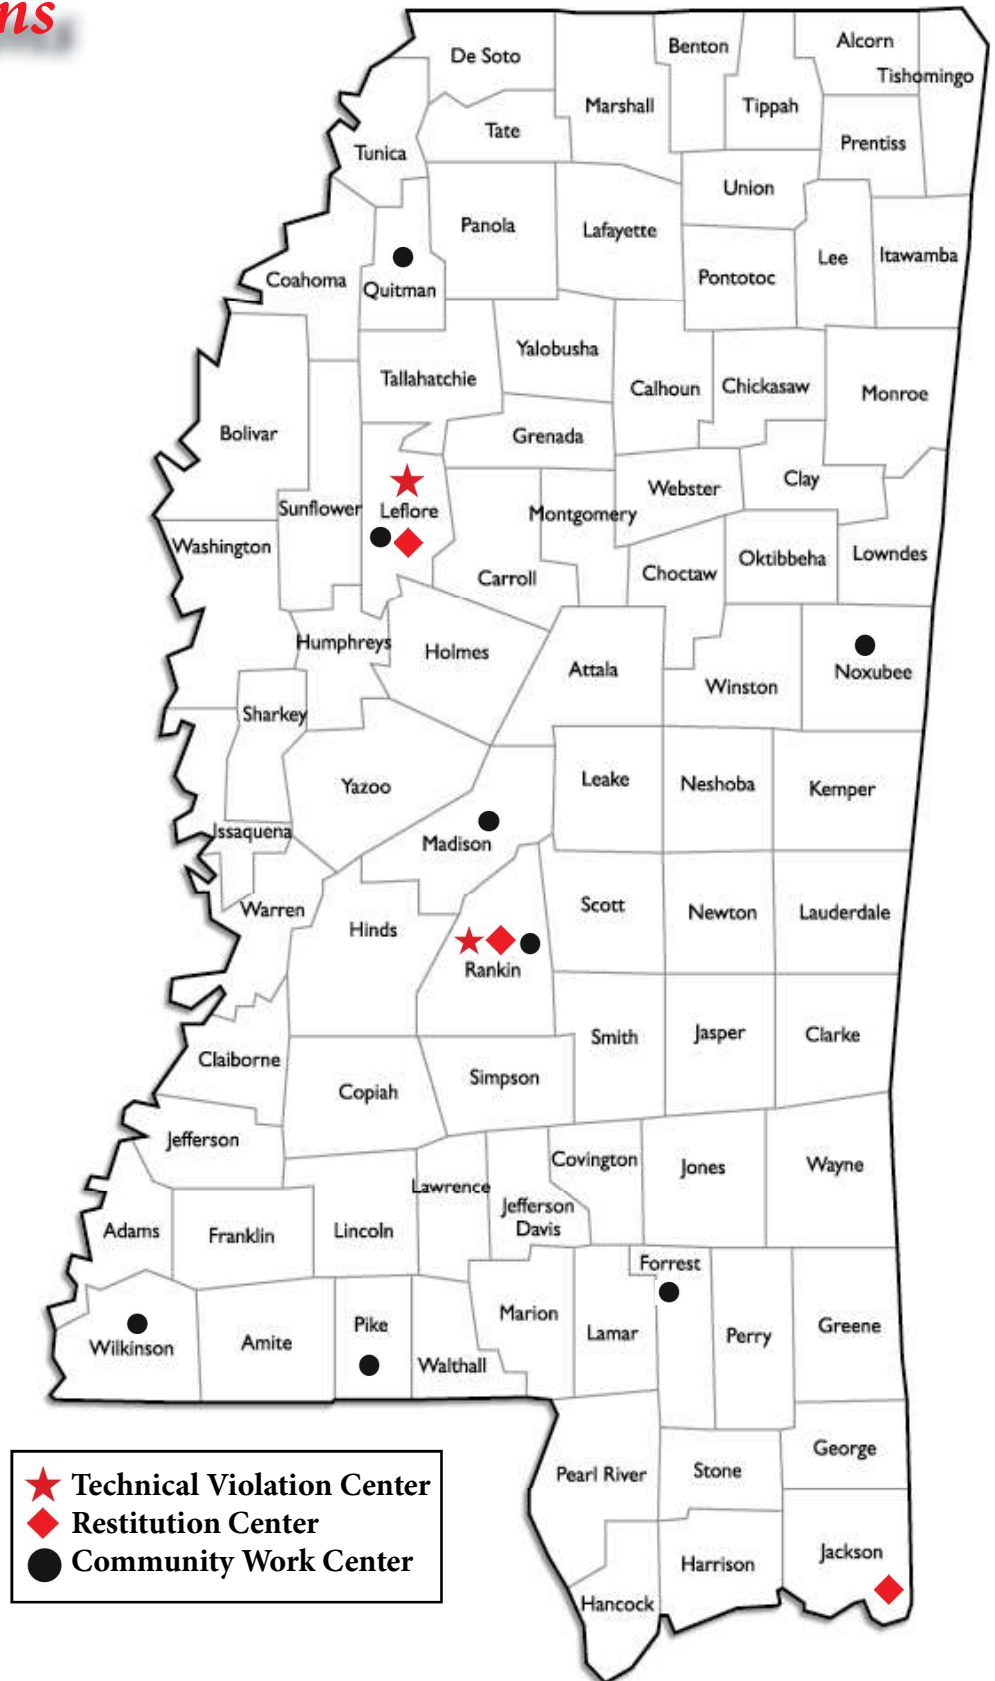 ns
De Soto
Benton
Alcorn
Tishomingo
Marshall
Tippah
Tate
Prentiss
Tunica
Union
Panola
Lafayette
Lee
Itawamba
Coahoma
Quitman
Pontotoc
Yalobusha
Tallahatchie
Calhoun
Chickasaw
Monroe
Bolivar
Grenada
Clay
Webster
Sunflower
Leflore
Montgomery
Washington
Carroll
Choctaw
Oktibbeha
Lowndes
Humphreys
Holmes
Attala
Winston
Noxubee
Sharkey
Yazoo
Leake
Neshoba
Kemper
Issaquena
Madison
Warren
Hinds
Scott
Newton
Lauderdale
Rankin
Smith
Jasper
Clarke
Claiborne
Copiah
Simpson
Jefferson
Covington
Jones
Wayne
Lawrence
Jefferson
Davis
Adams
Franklin
Lincoln
Forrest
Marion
Wilkinson
Amite
Pike
Walthall
Lamar
Perry
Greene
George
Pearl River
Stone
Technical Violation Center
Restitution Center
Community Work Center
Harrison
Jackson
Hancock